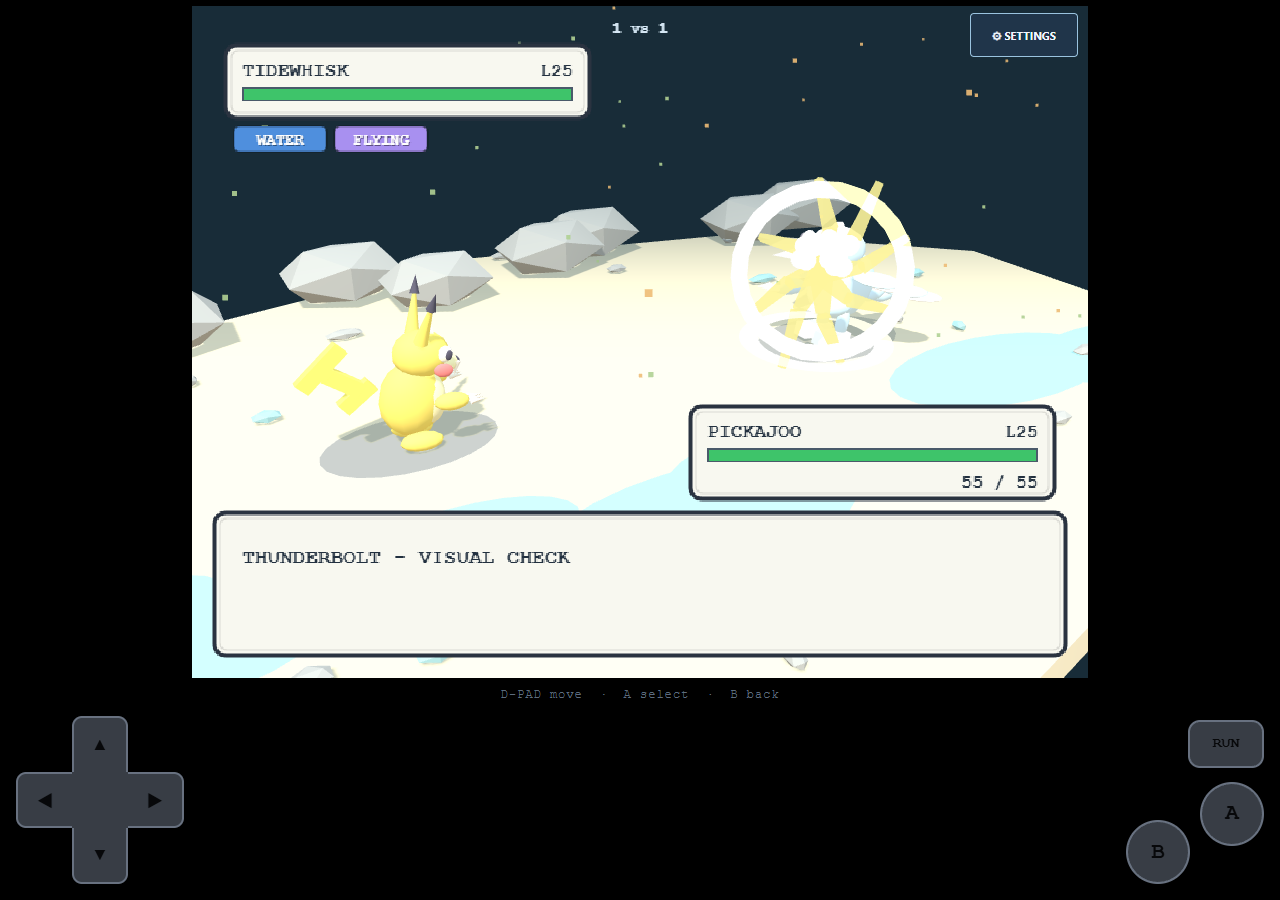 1 vs 1
⚙ SETTINGS
TIDEWHISK L25
WATER FLYING
PICKAJOO L25
55 / 55
THUNDERBOLT - VISUAL CHECK
D-PAD move · A select · B back
RUN
A
B